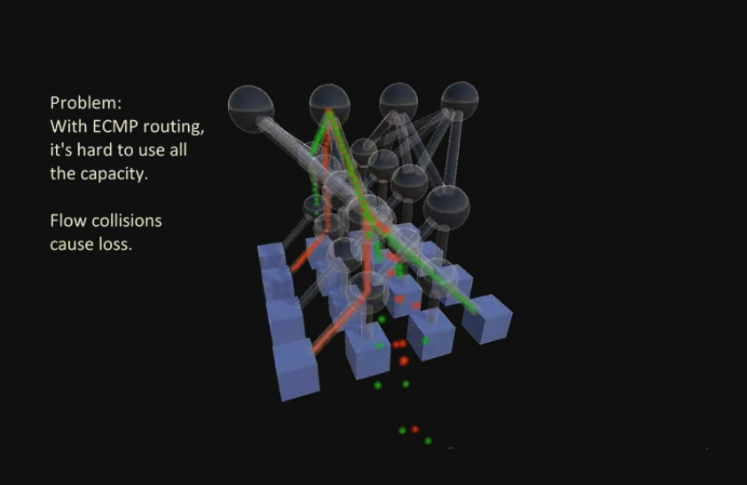 Problem:
With ECMP routing,
it's hard to use all
the capacity.
Flow collisions
cause loss.